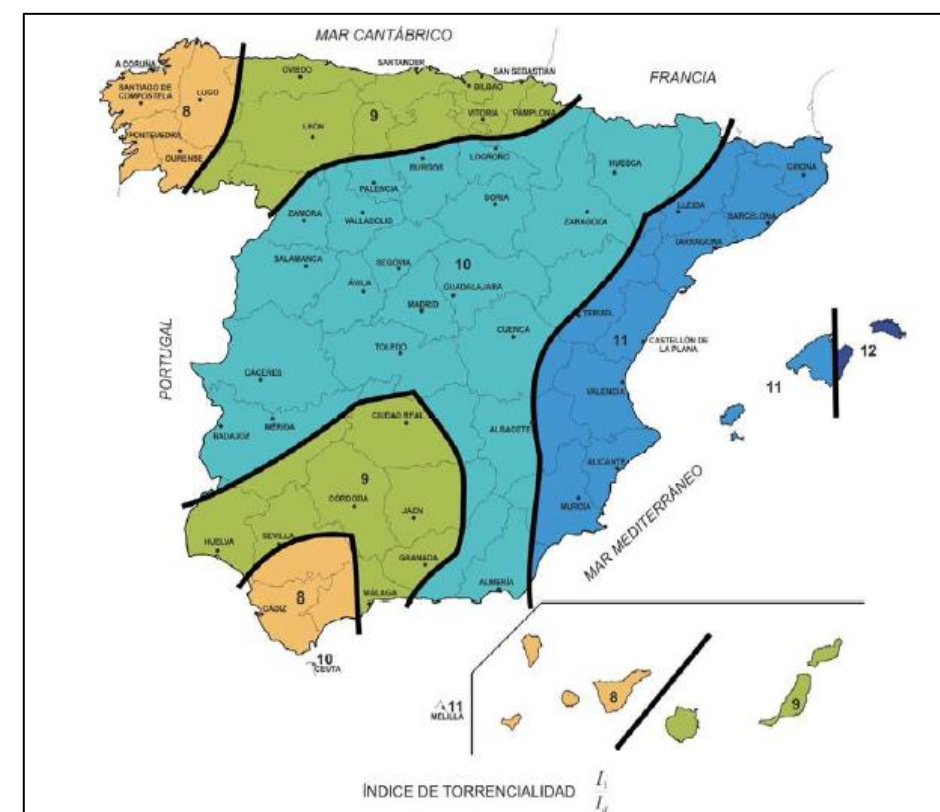 MAR CANTÁBRICO
A CORUÑA
SANTIAGO DE
COMPOSTELA
LUGO
8
PONTEVEDRA
OURENSE
OVIEDO
SANTANDER
SAN SEBASTIÁN
FRANCIA
BILBAO
VITORIA
PAMPLONA
LEÓN
9
LOGROÑO
BURGOS
HUESCA
GIRONA
PALENCIA
SORIA
LLEIDA
BARCELONA
ZAMORA
VALLADOLID
ZARAGOZA
TARRAGONA
SALAMANCA
SEGOVIA
10
ÁVILA
GUADALAJARA
MADRID
TERUEL
CUENCA
11
CASTELLÓN DE
LA PLANA
TOLEDO
PORTUGAL
CÁCERES
VALENCIA
11
12
BADAJOZ
MÉRIDA
CIUDAD REAL
ALBACETE
ALICANTE
MURCIA
MAR MEDITERRÁNEO
9
CÓRDOBA
JAÉN
HUELVA
SEVILLA
GRANADA
ALMERÍA
MÁLAGA
8
CÁDIZ
10
CEUTA
11
MELILLA
8
9
ÍNDICE DE TORRENCIALIDAD I₁/I_d